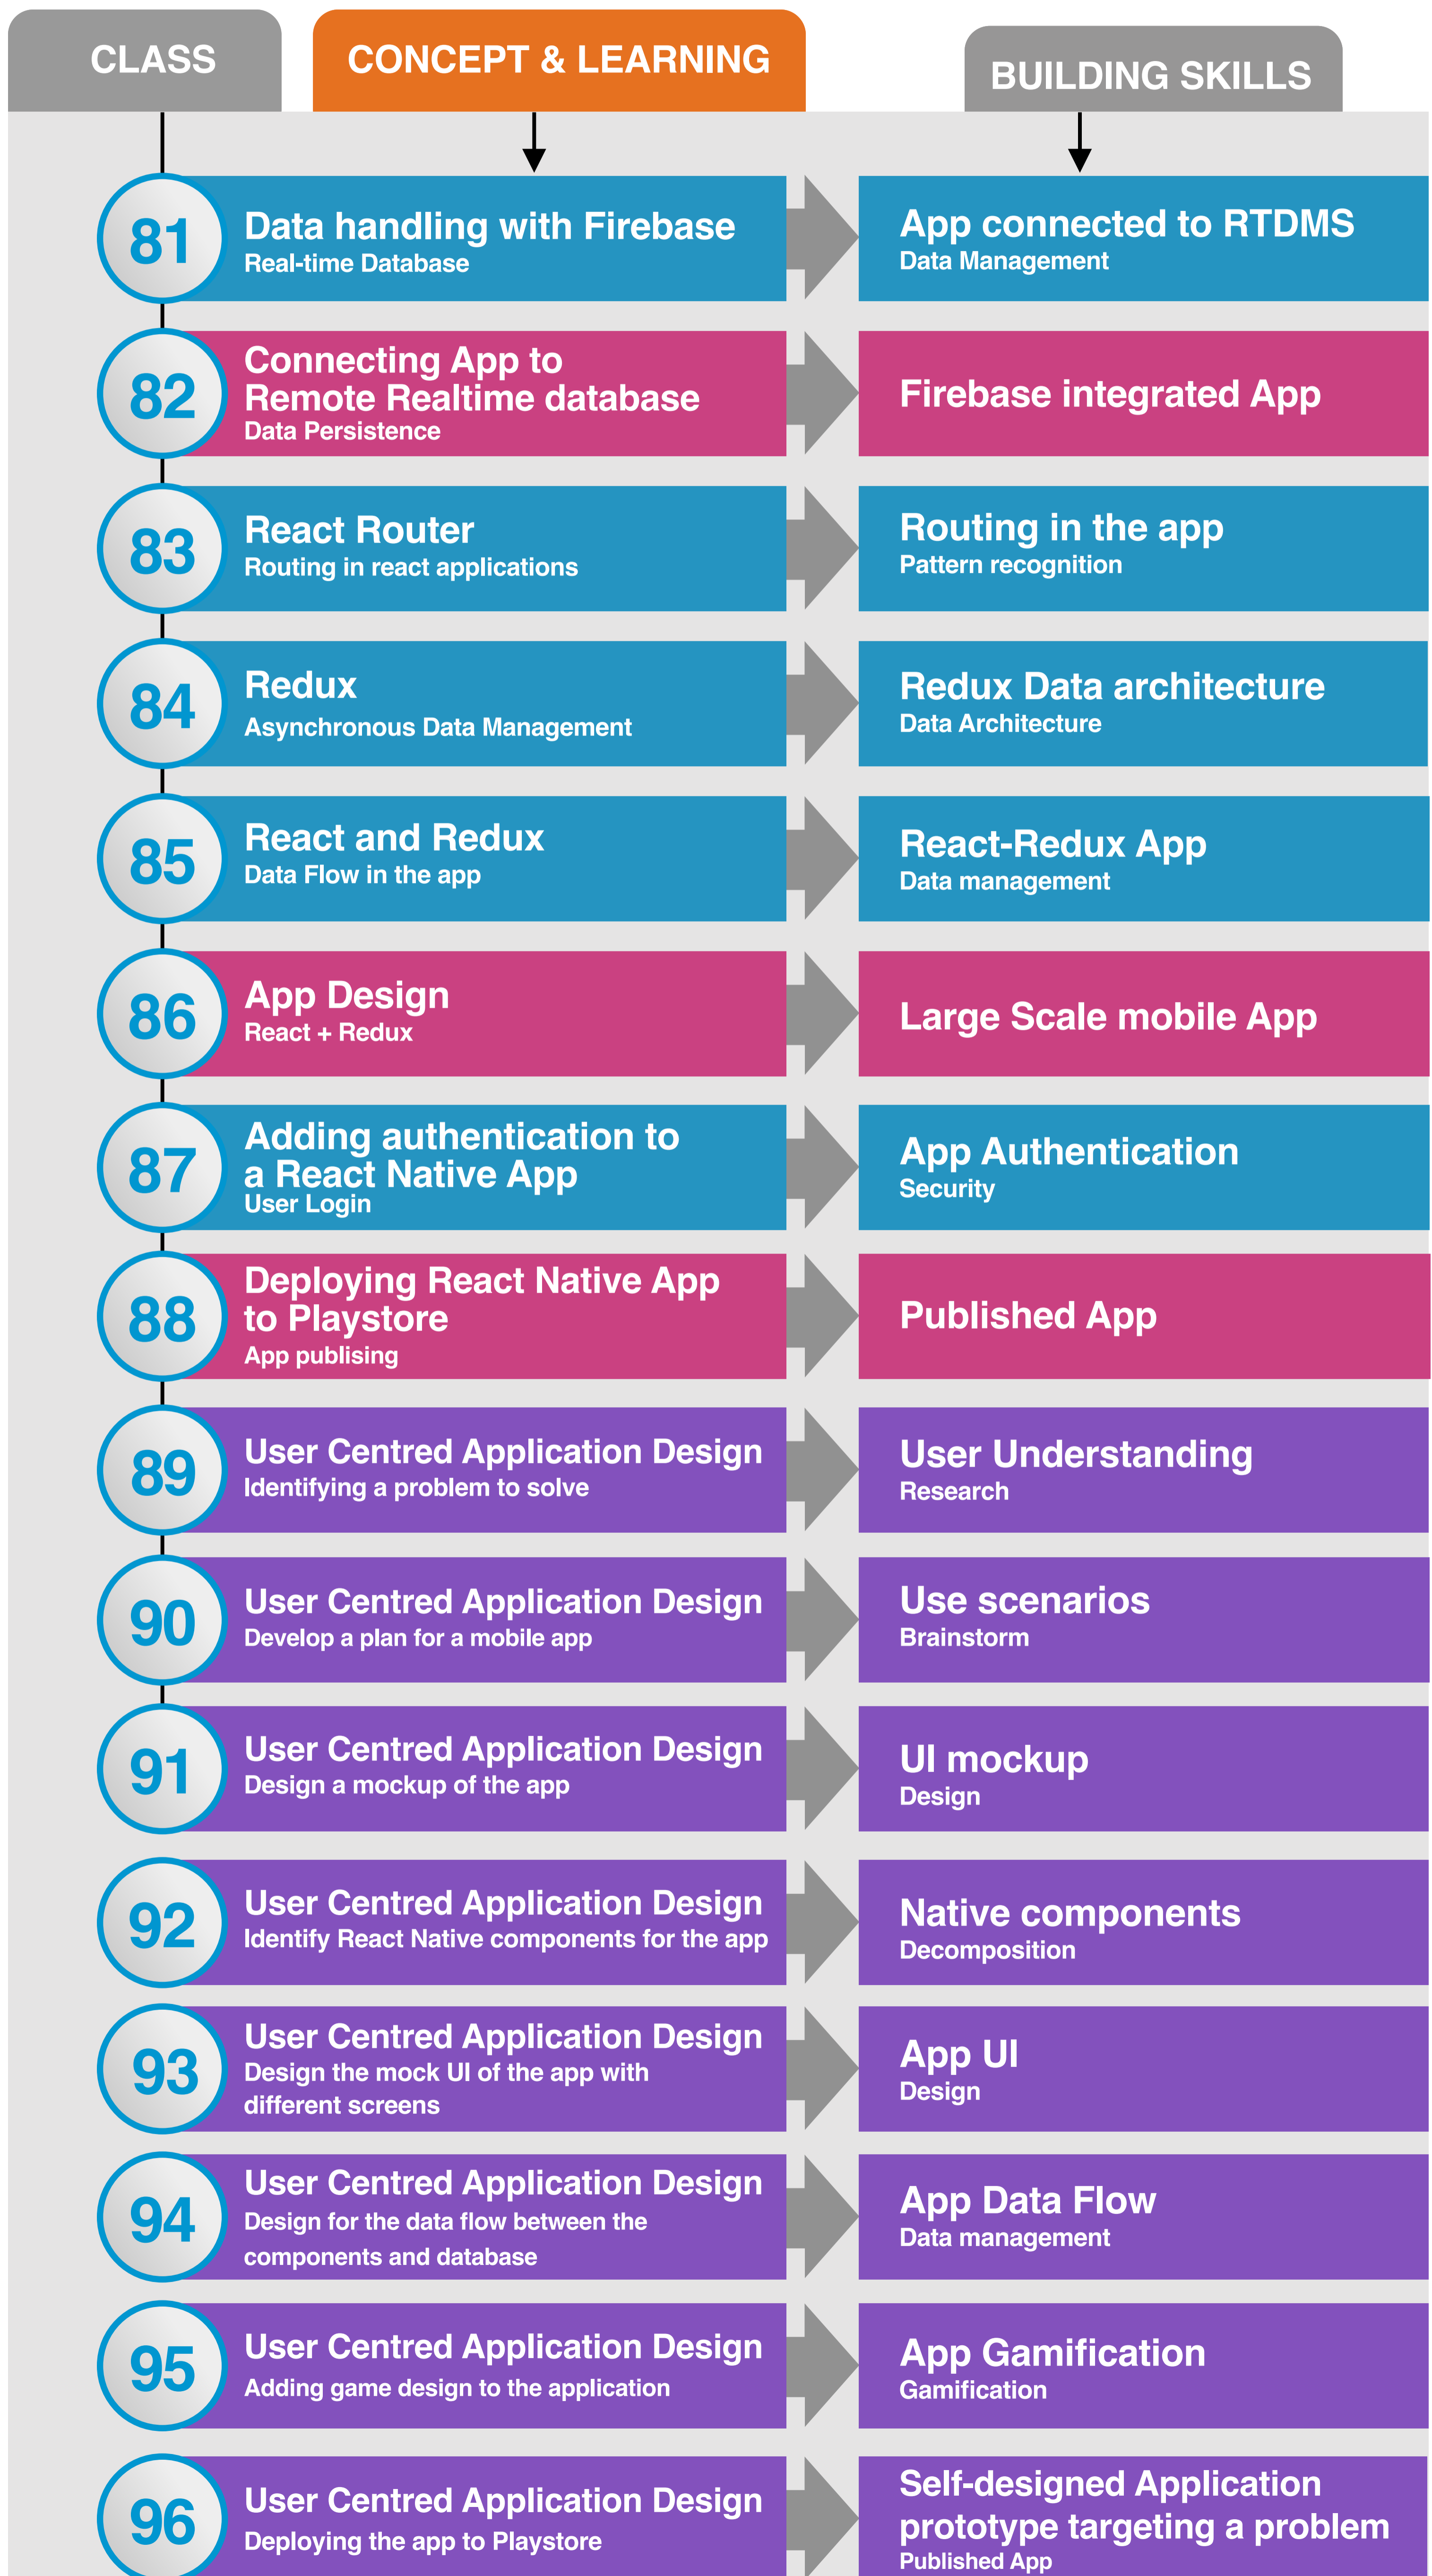 CLASS
CONCEPT & LEARNING
BUILDING SKILLS
81
Data handling with Firebase
Real-time Database
App connected to RTDMS
Data Management
82
Connecting App to
Remote Realtime database
Data Persistence
Firebase integrated App
83
React Router
Routing in react applications
Routing in the app
Pattern recognition
84
Redux
Asynchronous Data Management
Redux Data architecture
Data Architecture
85
React and Redux
Data Flow in the app
React-Redux App
Data management
86
App Design
React + Redux
Large Scale mobile App
87
Adding authentication to
a React Native App
User Login
App Authentication
Security
88
Deploying React Native App
to Playstore
App publising
Published App
89
User Centred Application Design
Identifying a problem to solve
User Understanding
Research
90
User Centred Application Design
Develop a plan for a mobile app
Use scenarios
Brainstorm
91
User Centred Application Design
Design a mockup of the app
UI mockup
Design
92
User Centred Application Design
Identify React Native components for the app
Native components
Decomposition
93
User Centred Application Design
Design the mock UI of the app with
different screens
App UI
Design
94
User Centred Application Design
Design for the data flow between the
components and database
App Data Flow
Data management
95
User Centred Application Design
Adding game design to the application
App Gamification
Gamification
96
User Centred Application Design
Deploying the app to Playstore
Self-designed Application
prototype targeting a problem
Published App